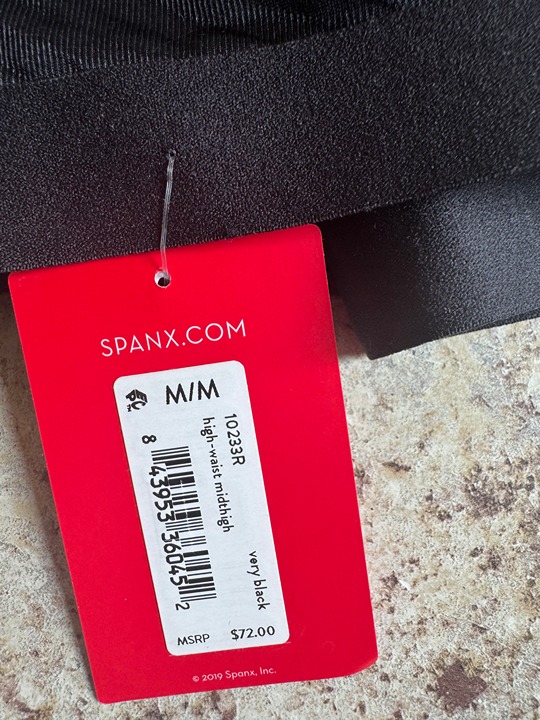 SPANX.COM
M/M
10233R
high-waist midthigh
very black
8 43953 36045 2
MSRP $72.00
© 2019 Spanx, Inc.